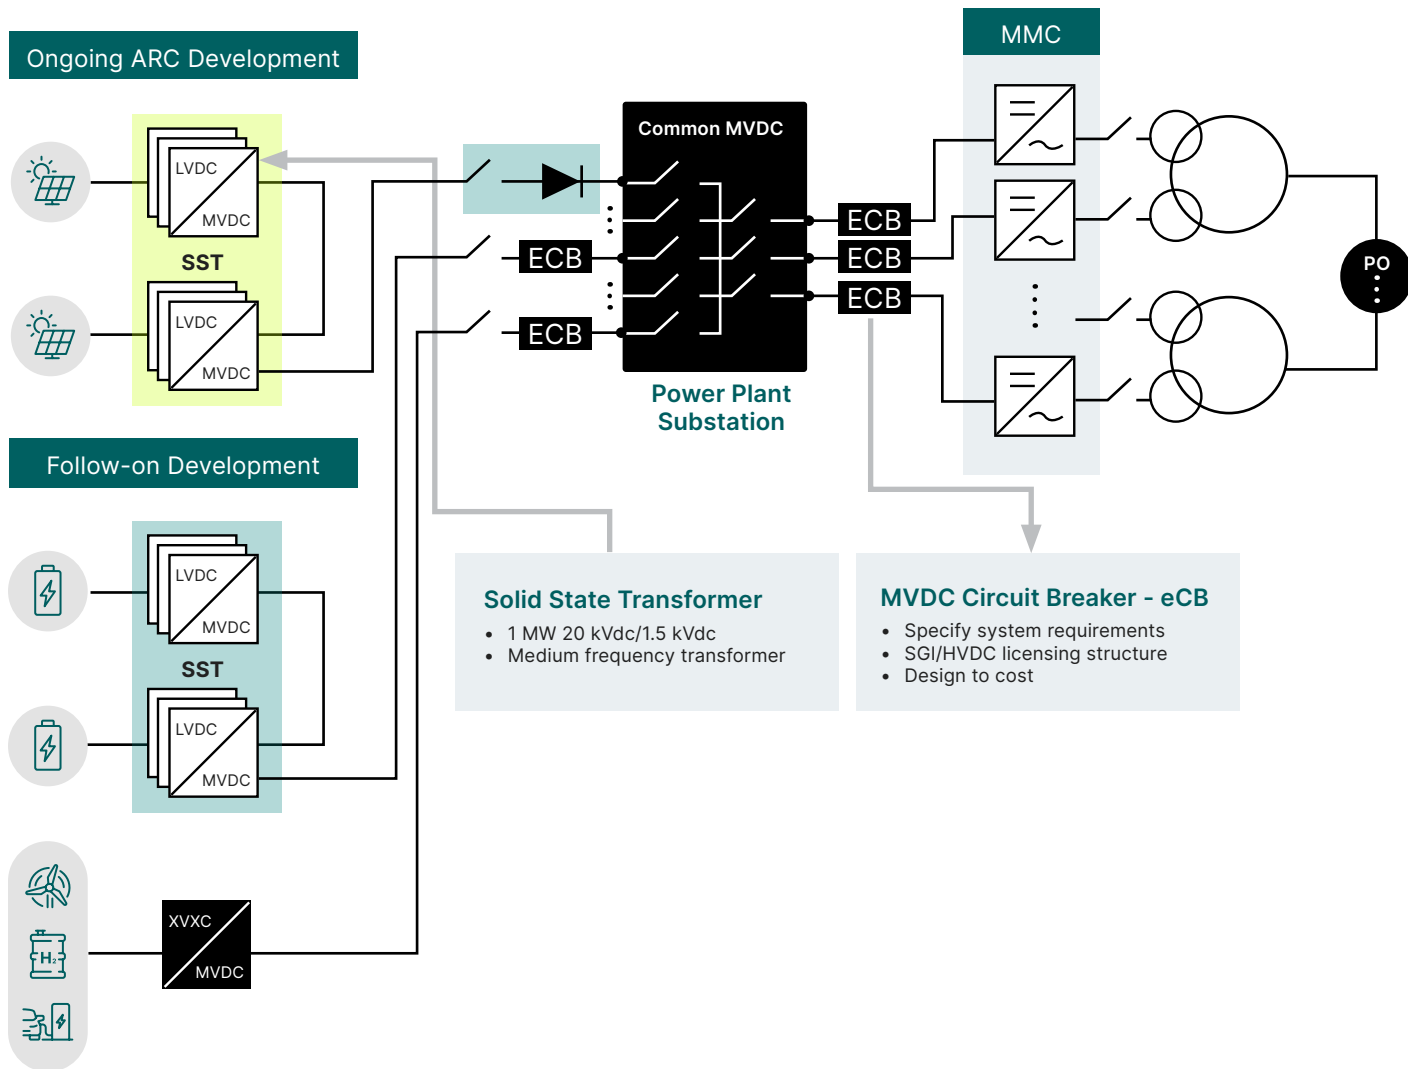 Ongoing ARC Development
LVDC
MVDC
SST
LVDC
MVDC
Common MVDC
ECB
ECB
Power Plant
Substation
ECB
ECB
ECB
MMC
PO
Follow-on Development
LVDC
MVDC
SST
LVDC
MVDC
XVXC
MVDC
H₂
Solid State Transformer
• 1 MW 20 kVdc/1.5 kVdc
• Medium frequency transformer
MVDC Circuit Breaker - eCB
• Specify system requirements
• SGI/HVDC licensing structure
• Design to cost